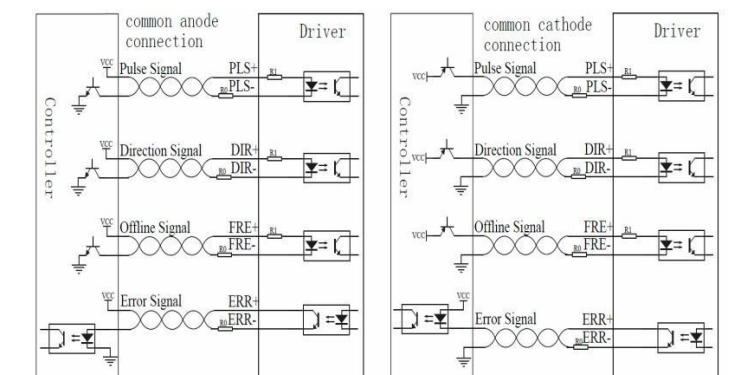 common anode
connection
Driver
Controller
VCC
Pulse Signal
PLS+
R1
R0
PLS-
VCC
Direction Signal
DIR+
R1
R0
DIR-
VCC
Offline Signal
FRE+
R1
R0
FRE-
VCC
Error Signal
ERR+
R0
ERR-
common cathode
connection
Driver
Controller
VCC
Pulse Signal
PLS+
R1
R0
PLS-
VCC
Direction Signal
DIR+
R1
R0
DIR-
VCC
Offline Signal
FRE+
R1
R0
FRE-
VCC
Error Signal
ERR+
R0
ERR-